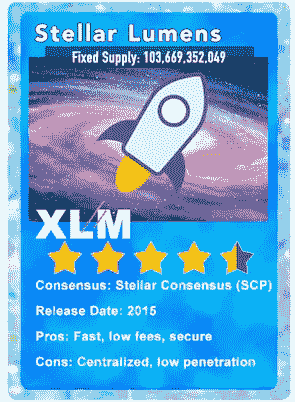 Stellar Lumens
Fixed Supply: 103,669,352,049
XLM
Consensus: Stellar Consensus (SCP)
Release Date: 2015
Pros: Fast, low fees, secure
Cons: Centralized, low penetration